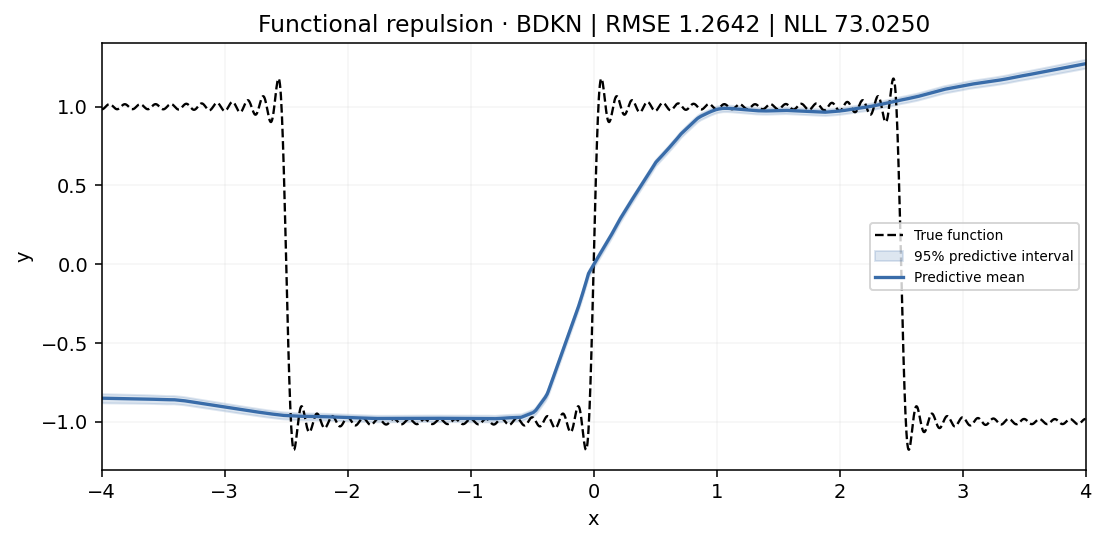 Functional repulsion · BDKN | RMSE 1.2642 | NLL 73.0250
1.0
0.5
0.0
−0.5
−1.0
y
True function
95% predictive interval
Predictive mean
−4 −3 −2 −1 0 1 2 3 4
x